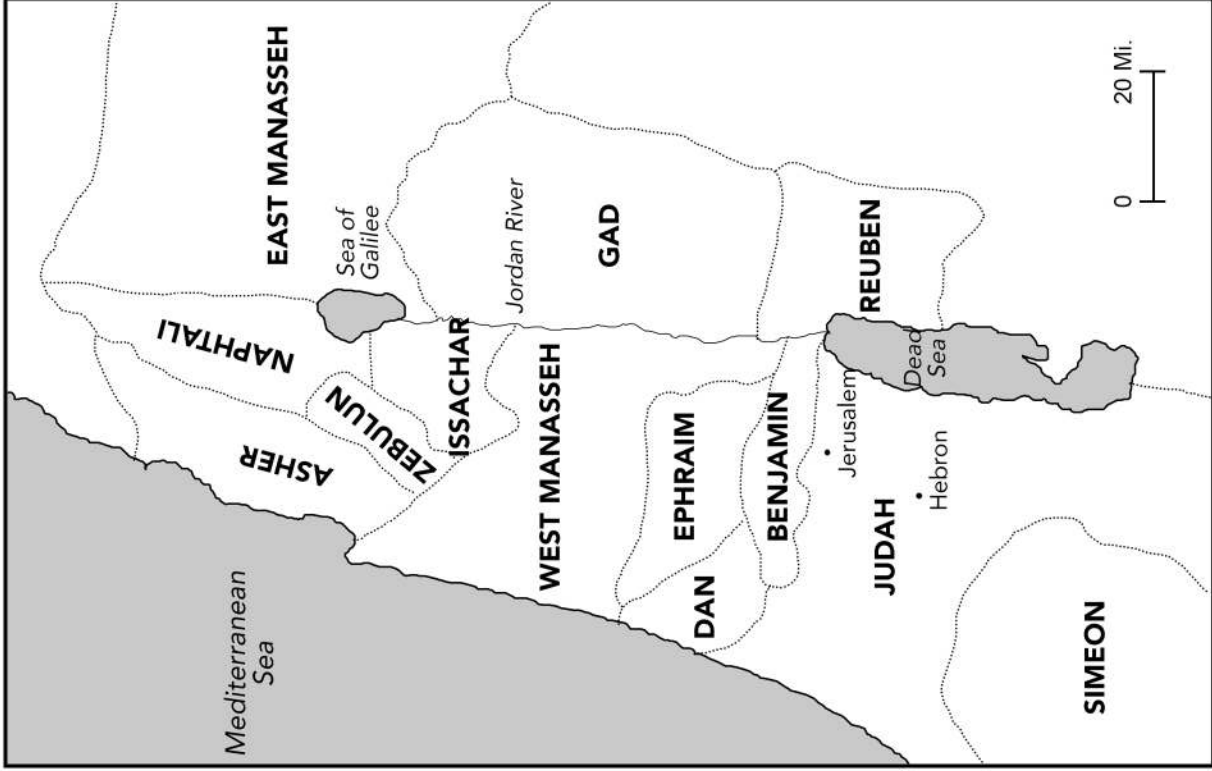 EAST MANASSEH
NAPHTALI
Sea of
Galilee
ASHER
ZEBULUN
ISSACHAR
Mediterranean
Sea
Jordan River
WEST MANASSEH
GAD
EPHRAIM
DAN
BENJAMIN
REUBEN
Jerusalem
Dead
Sea
JUDAH
Hebron
SIMEON
0 20 Mi.